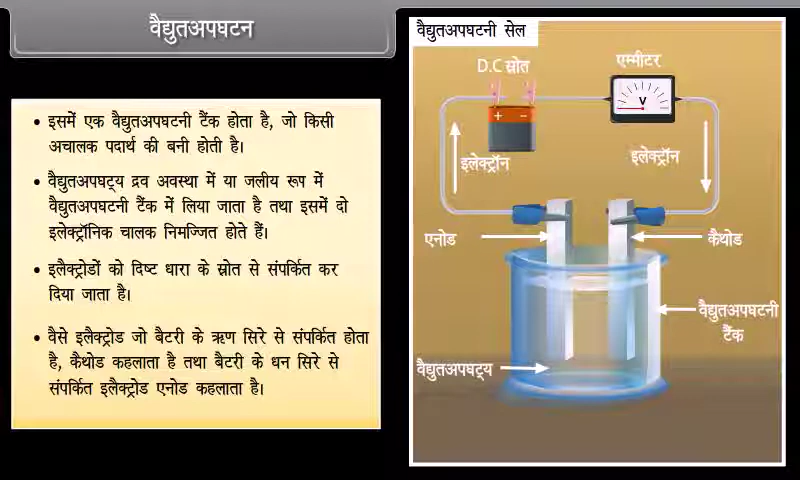 वैद्युतअपघटन
• इसमें एक वैद्युतअपघटनी टैंक होता है, जो किसी
अचालक पदार्थ की बनी होती है।
• वैद्युतअपघट्य द्रव अवस्था में या जलीय रूप में
वैद्युतअपघटनी टैंक में लिया जाता है तथा इसमें दो
इलेक्ट्रॉनिक चालक निमज्जित होते हैं।
• इलैक्ट्रोडों को दिष्ट धारा के स्रोत से संपर्कित कर
दिया जाता है।
• वैसे इलैक्ट्रोड जो बैटरी के ऋण सिरे से संपर्कित होता
है, कैथोड कहलाता है तथा बैटरी के धन सिरे से
संपर्कित इलैक्ट्रोड एनोड कहलाता है।
वैद्युतअपघटनी सेल
D.C स्रोत
एम्मीटर
+ −
V
इलेक्ट्रॉन
इलेक्ट्रॉन
एनोड
कैथोड
वैद्युतअपघटनी
टैंक
वैद्युतअपघट्य